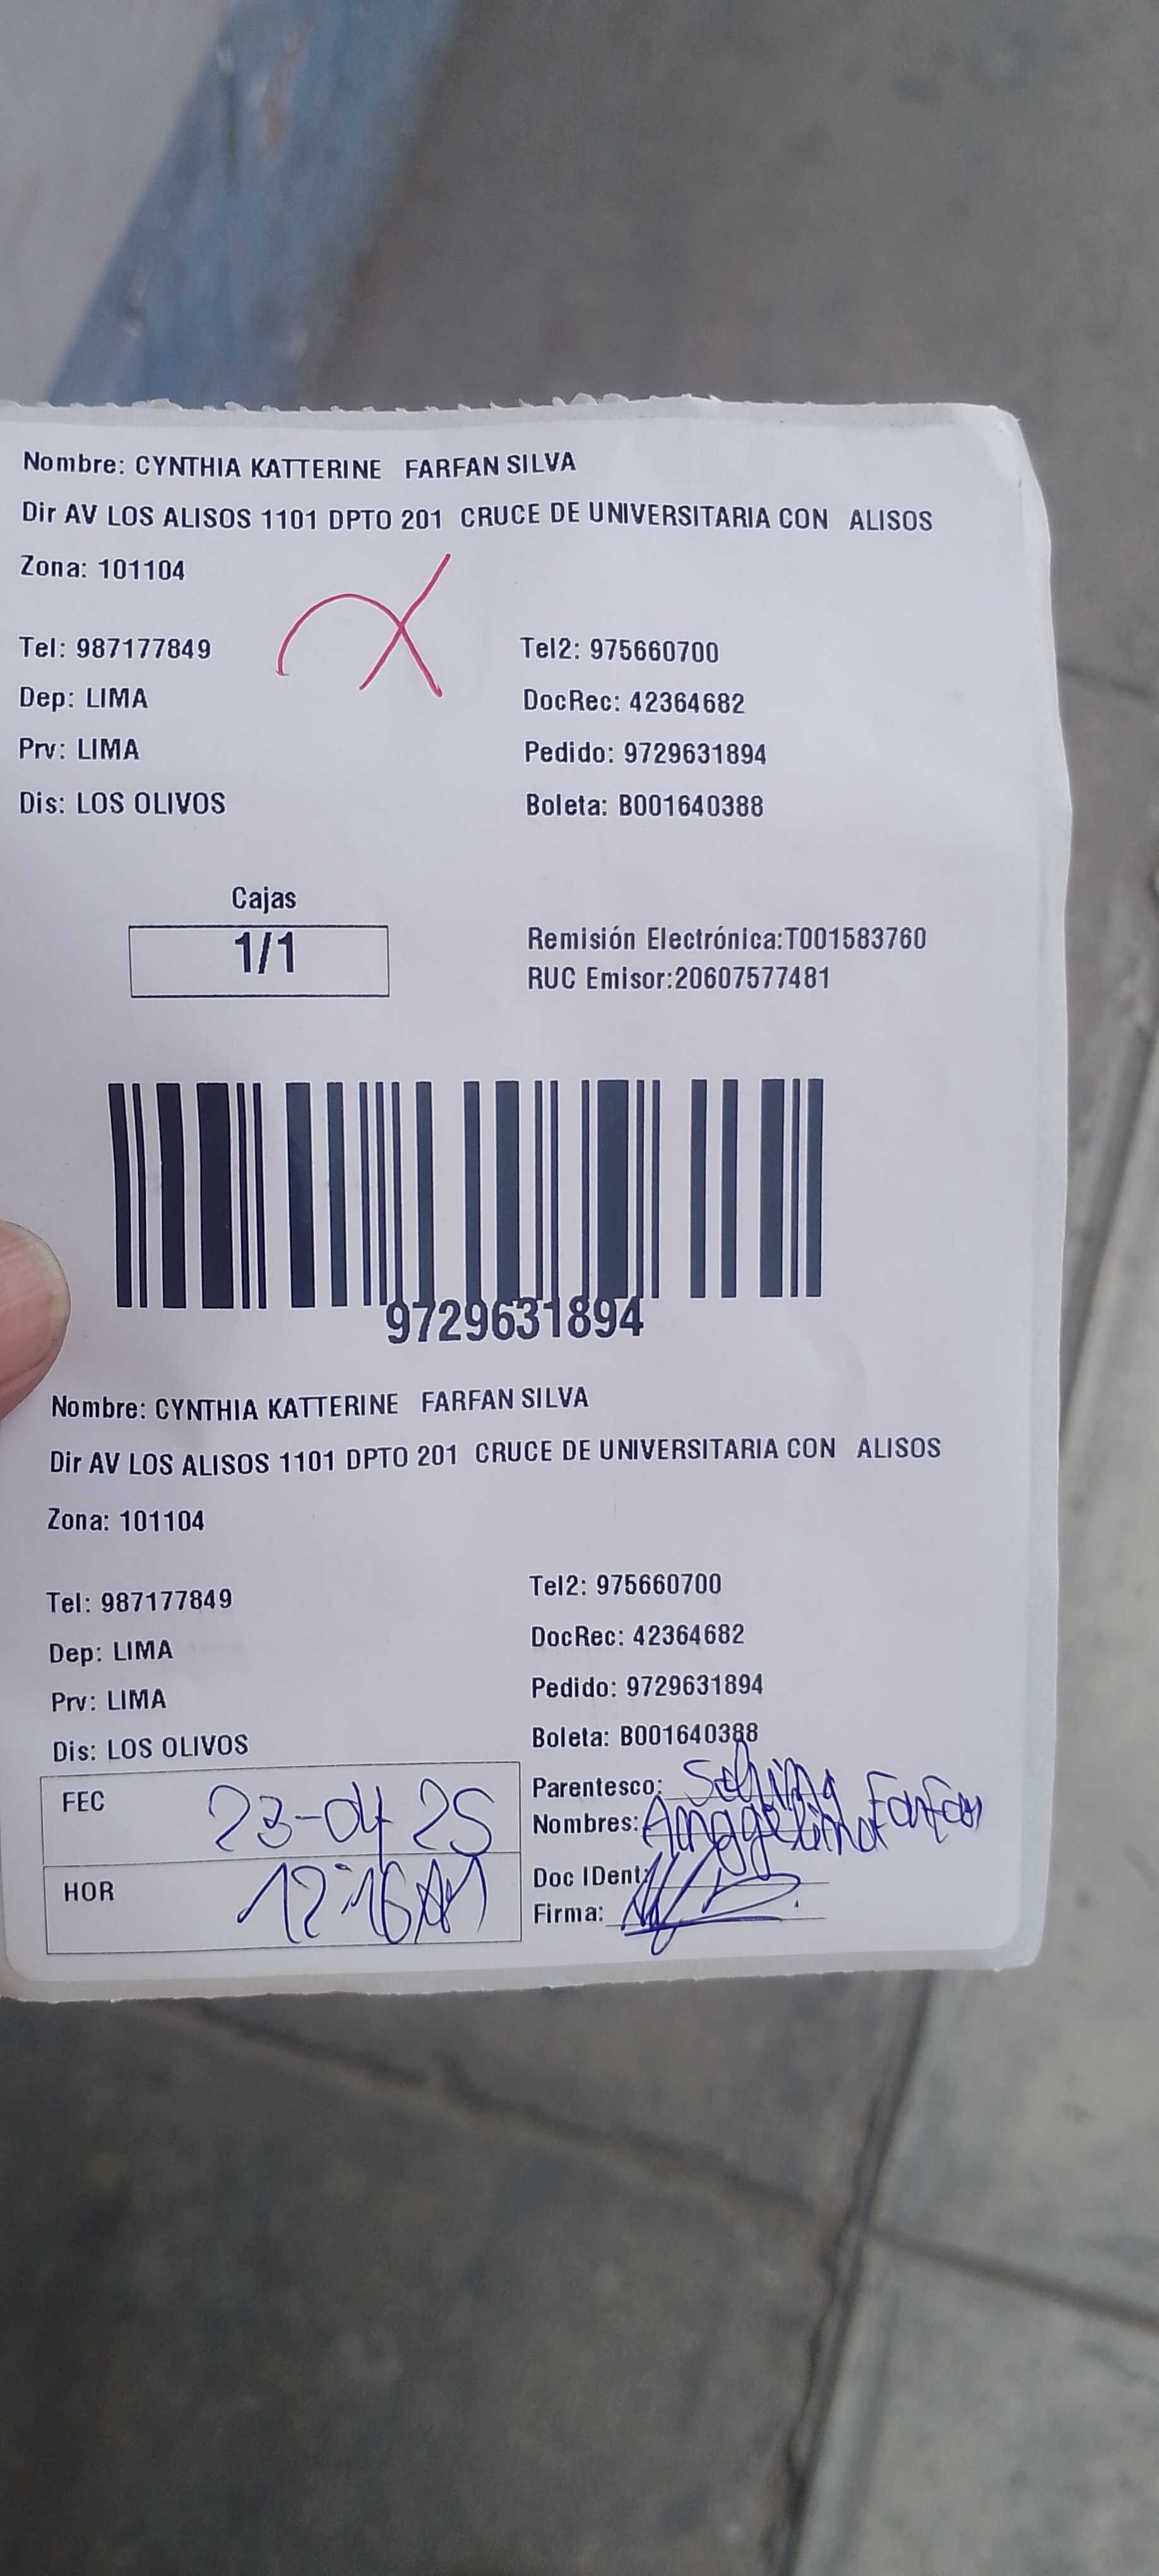 Nombre: CYNTHIA KATTERINE FARFAN SILVA
Dir AV LOS ALISOS 1101 DPTO 201 CRUCE DE UNIVERSITARIA CON ALISOS
Zona: 101104
Tel: 987177849 Tel2: 975660700
Dep: LIMA DocRec: 42364682
Prv: LIMA Pedido: 9729631894
Dis: LOS OLIVOS Boleta: B001640388
Cajas
1/1
Remisión Electrónica:T001583760
RUC Emisor:20607577481
9729631894
Nombre: CYNTHIA KATTERINE FARFAN SILVA
Dir AV LOS ALISOS 1101 DPTO 201 CRUCE DE UNIVERSITARIA CON ALISOS
Zona: 101104
Tel: 987177849 Tel2: 975660700
Dep: LIMA DocRec: 42364682
Prv: LIMA Pedido: 9729631894
Dis: LOS OLIVOS Boleta: B001640388
FEC 23-04 25
HOR 12:16
Parentesco:
Nombres: Anggelina Farfan
Doc IDent:
Firma: